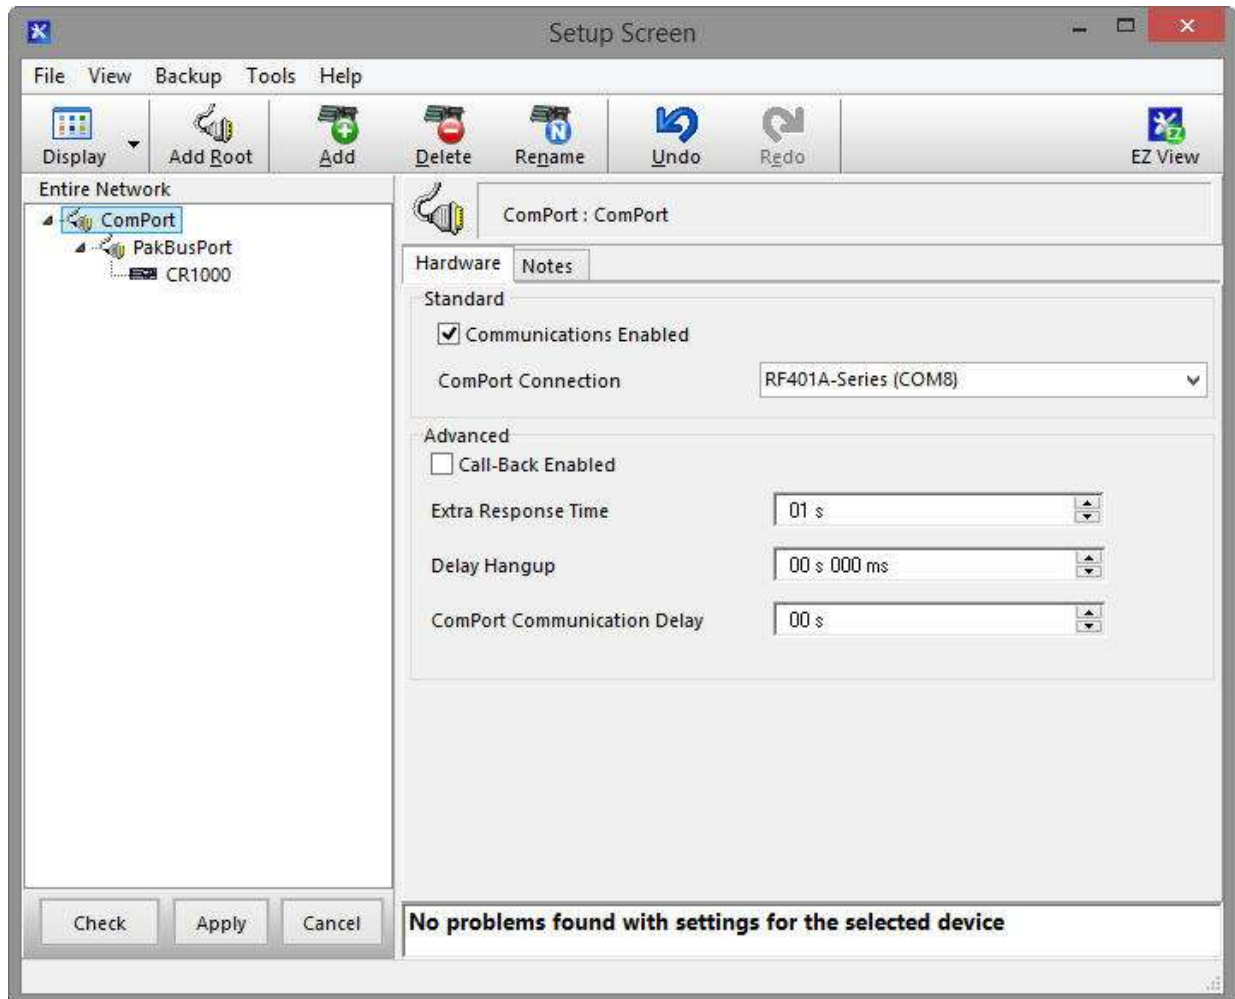 Setup Screen
File View Backup Tools Help
Display Add Root Add Delete Rename Undo Redo EZ View
Entire Network
ComPort
PakBusPort
CR1000
ComPort : ComPort
Hardware Notes
Standard
Communications Enabled
ComPort Connection RF401A-Series (COM8)
Advanced
Call-Back Enabled
Extra Response Time 01 s
Delay Hangup 00 s 000 ms
ComPort Communication Delay 00 s
Check Apply Cancel
No problems found with settings for the selected device